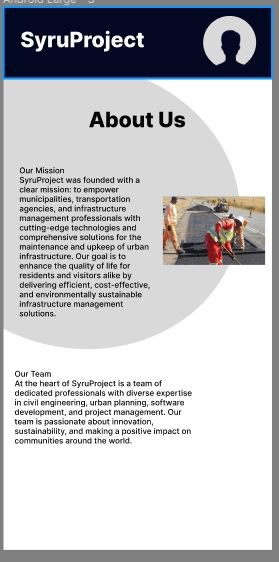 Android Large - 3
SyruProject
About Us
Our Mission
SyruProject was founded with a
clear mission: to empower
municipalities, transportation
agencies, and infrastructure
management professionals with
cutting-edge technologies and
comprehensive solutions for the
maintenance and upkeep of urban
infrastructure. Our goal is to
enhance the quality of life for
residents and visitors alike by
delivering efficient, cost-effective,
and environmentally sustainable
infrastructure management
solutions.
Our Team
At the heart of SyruProject is a team of
dedicated professionals with diverse expertise
in civil engineering, urban planning, software
development, and project management. Our
team is passionate about innovation,
sustainability, and making a positive impact on
communities around the world.